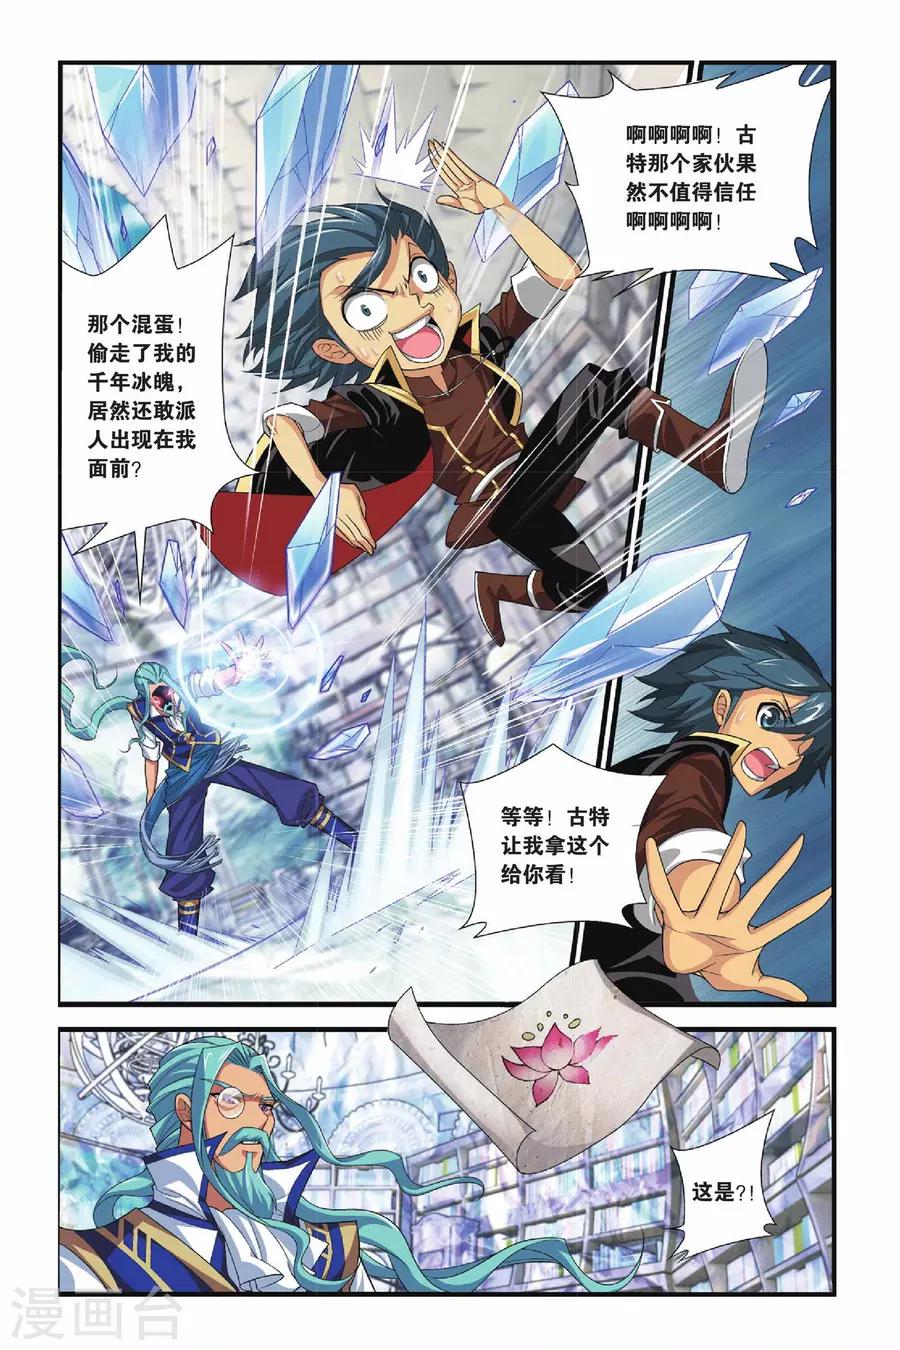 啊啊啊啊！古
特那个家伙果
然不值得信任
啊啊啊啊！
那个混蛋！
偷走了我的
千年冰魄，
居然还敢派
人出现在我
面前？
等等！古特
让我拿这个
给你看！
这是?!
漫画台